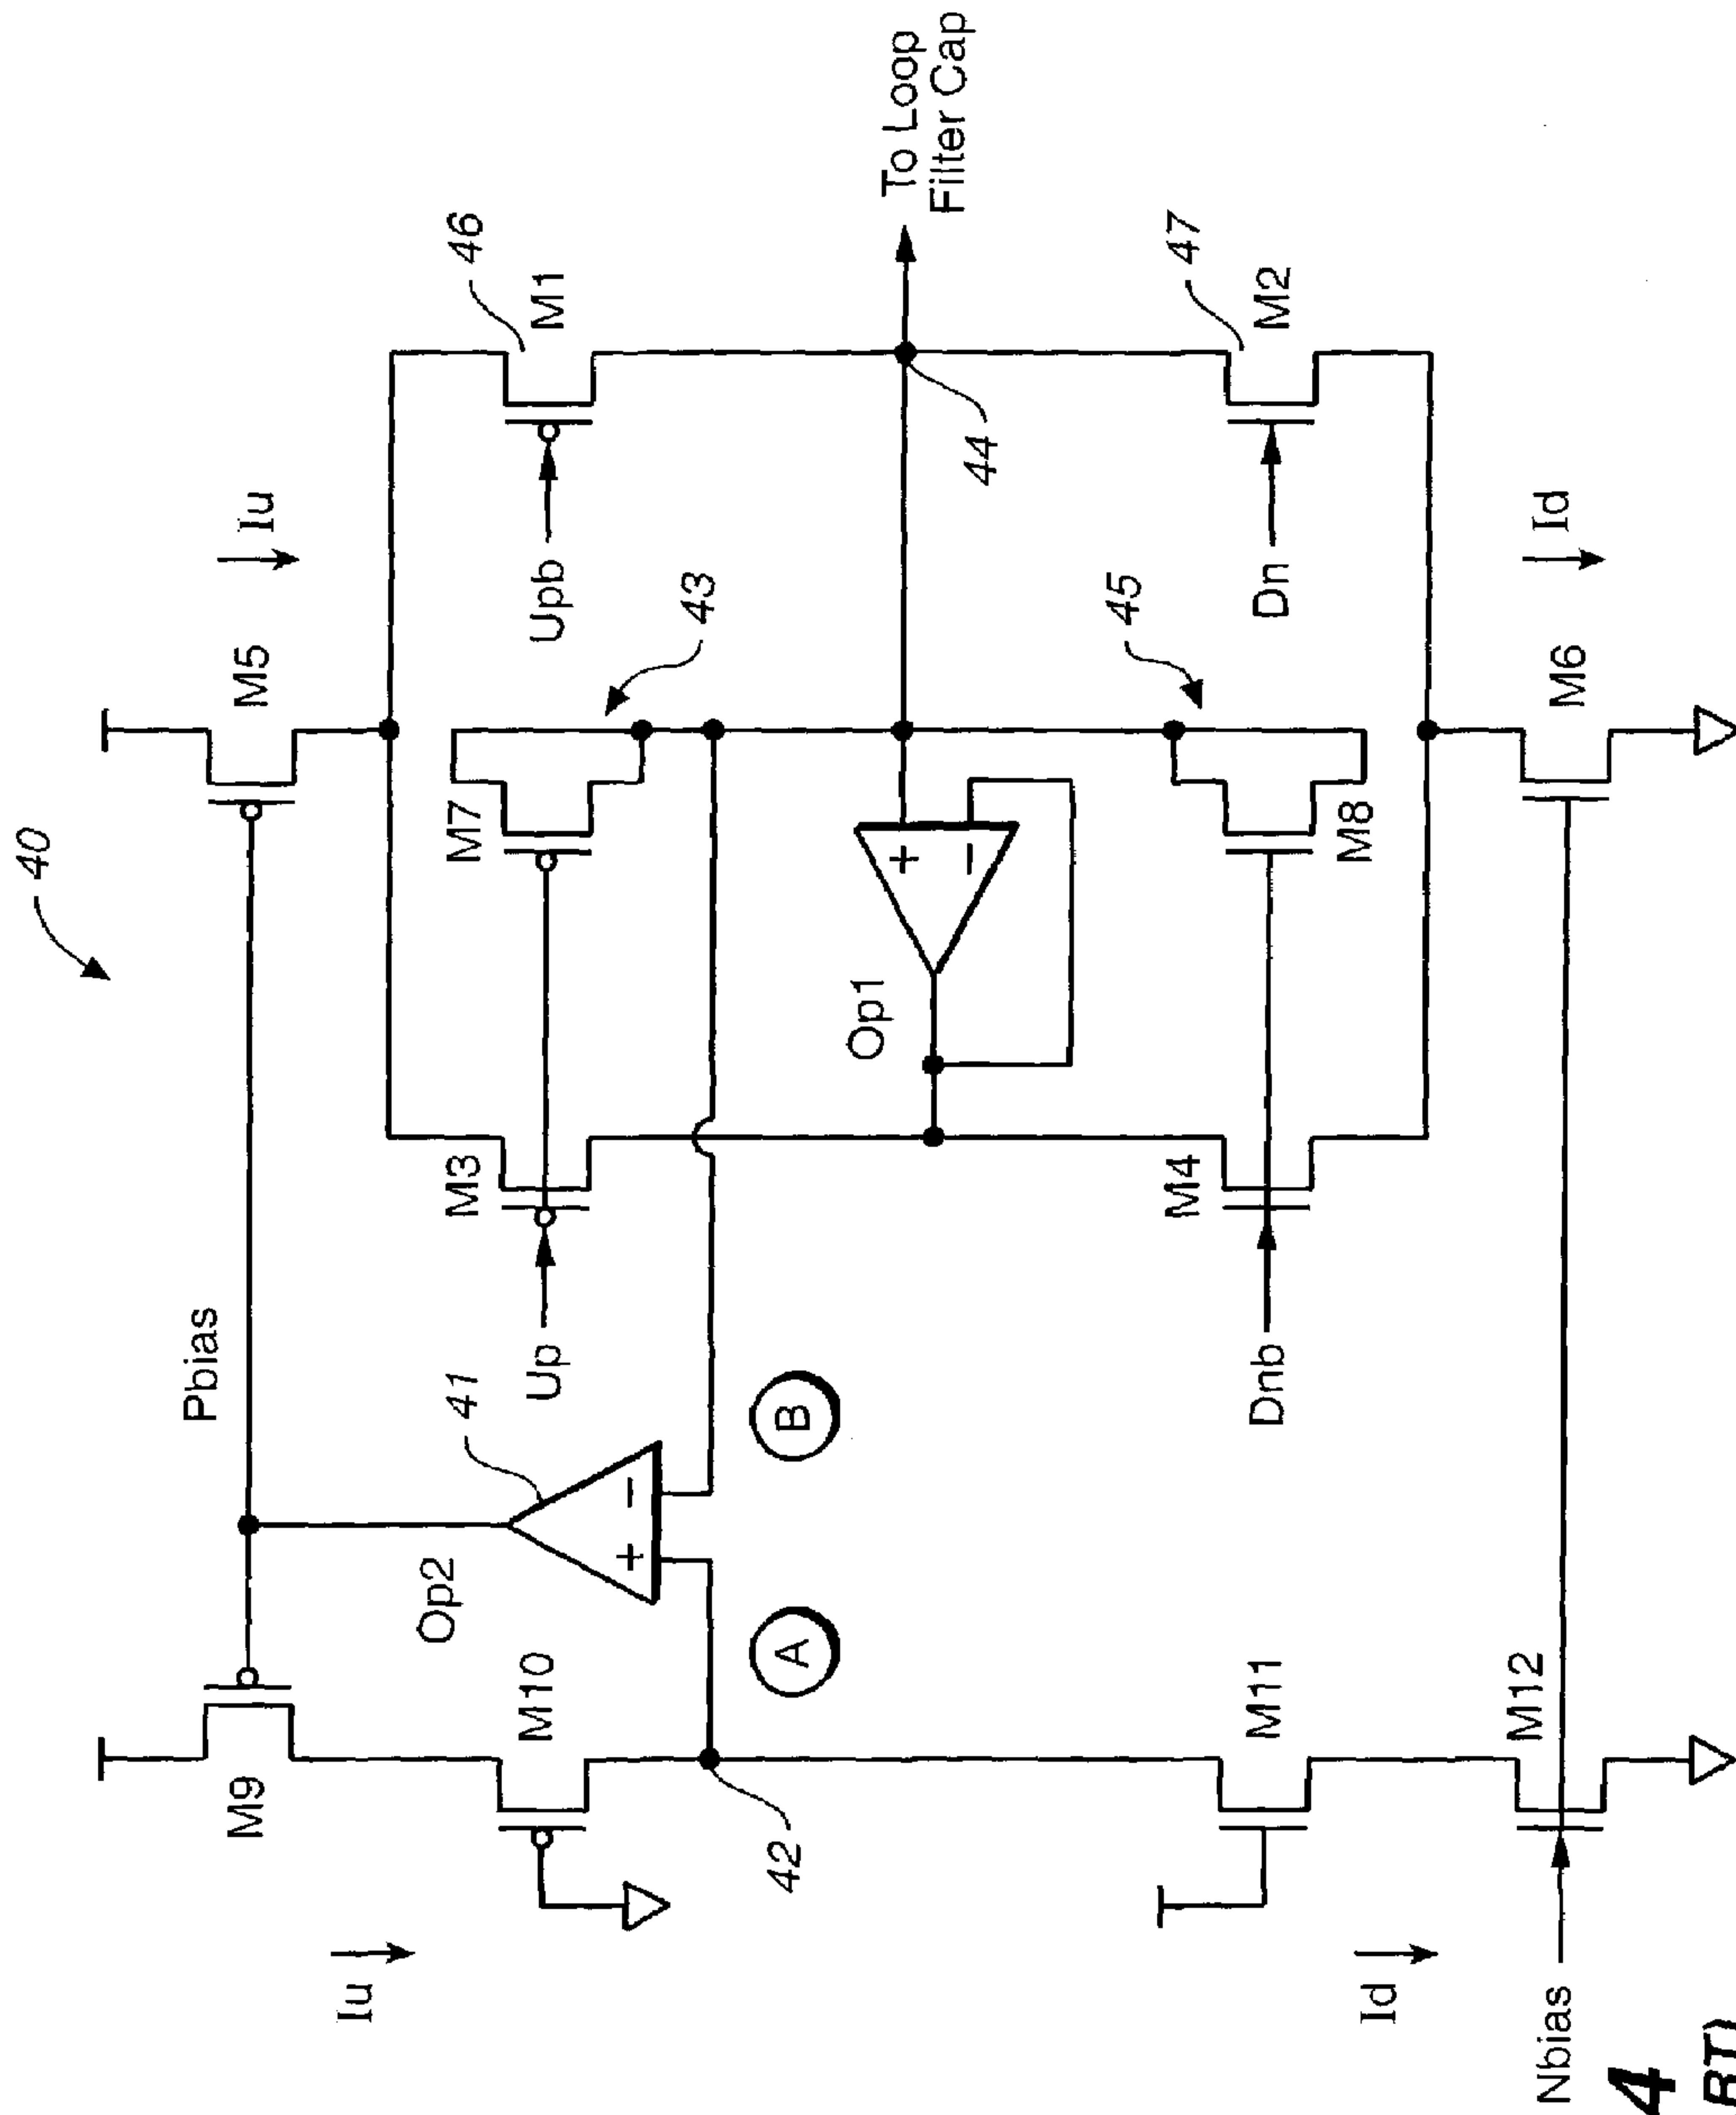 40
Pbias
M5
Iu
M9
Op2
41
M3
M7
43
46
M1
M10
Iu
Up
Upb
A
B
42
Op1
+
-
+
-
44
To Loop
Filter Cap
M11
Dnb
M4
M8
45
Dn
47
M2
Id
M12
Nbias
M6
Id
4